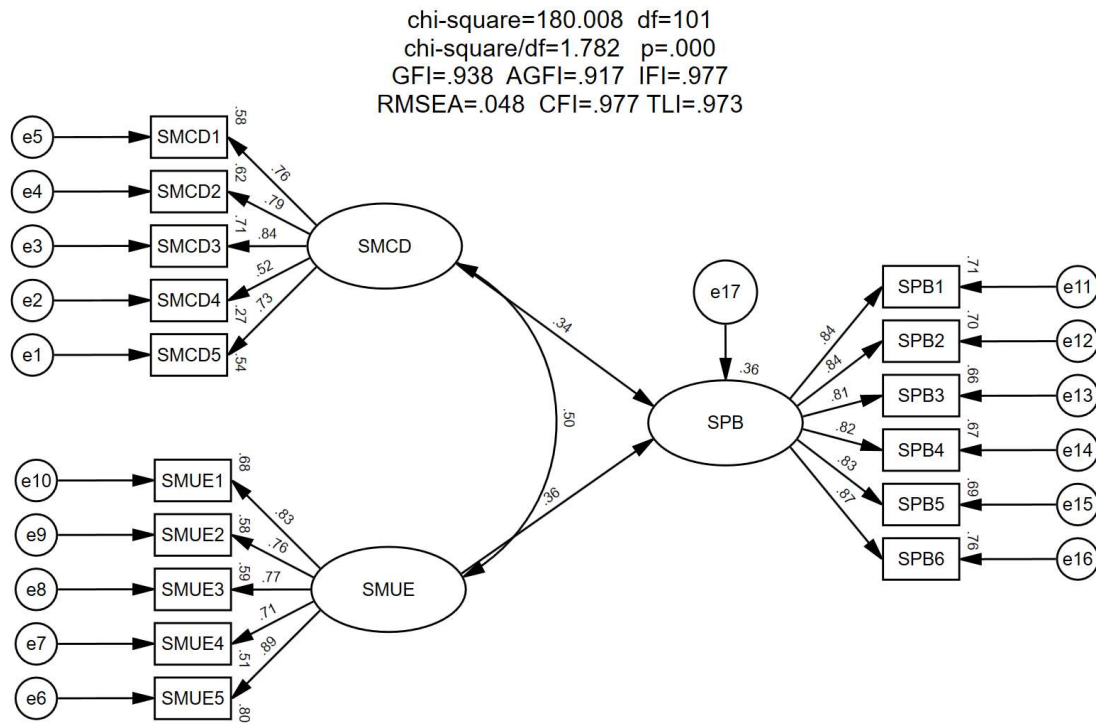 chi-square=180.008 df=101
chi-square/df=1.782 p=.000
GFI=.938 AGFI=.917 IFI=.977
RMSEA=.048 CFI=.977 TLI=.973
e5 SMCD1 .58 .76
e4 SMCD2 .62 .79
e3 SMCD3 .71 .84
e2 SMCD4 .27 .52
e1 SMCD5 .54 .73
SMCD
.34
.50
.36
e10 SMUE1 .68 .83
e9 SMUE2 .58 .76
e8 SMUE3 .59 .77
e7 SMUE4 .51 .71
e6 SMUE5 .80 .89
SMUE
e17
.36
SPB
.84 SPB1 .71 e11
.84 SPB2 .70 e12
.81 SPB3 .66 e13
.82 SPB4 .67 e14
.83 SPB5 .69 e15
.87 SPB6 .76 e16